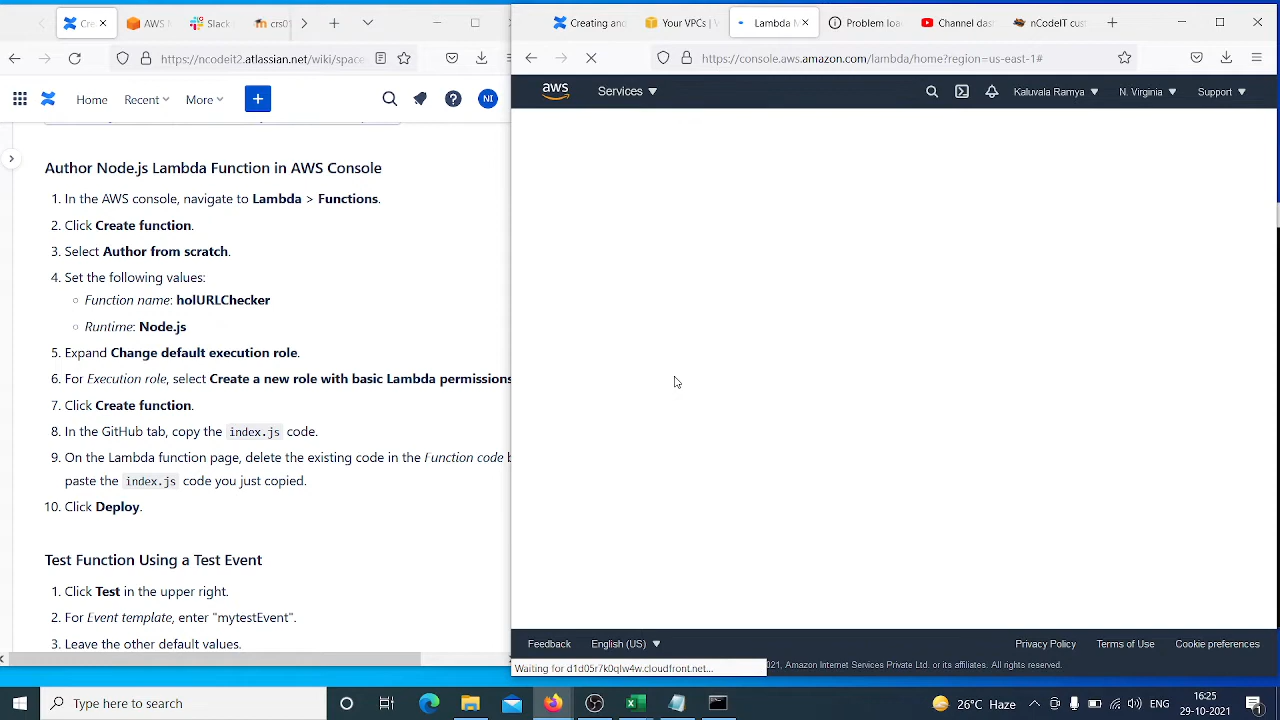 Cre
AWS M
Slack
crs0
https://ncodeit2.atlassian.net/wiki/space
Home
Recent
More
NI
Author Node.js Lambda Function in AWS Console
1. In the AWS console, navigate to Lambda > Functions.
2. Click Create function.
3. Select Author from scratch.
4. Set the following values:
Function name: holURLChecker
Runtime: Node.js
5. Expand Change default execution role.
6. For Execution role, select Create a new role with basic Lambda permissions
7. Click Create function.
8. In the GitHub tab, copy the index.js code.
9. On the Lambda function page, delete the existing code in the Function code b
paste the index.js code you just copied.
10. Click Deploy.
Test Function Using a Test Event
1. Click Test in the upper right.
2. For Event template, enter "mytestEvent".
3. Leave the other default values.
Creating and
Your VPCs | V
Lambda M
Problem loa
Channel das
nCodeIT cus
https://console.aws.amazon.com/lambda/home?region=us-east-1#
aws
Services
Kaluvala Ramya
N. Virginia
Support
Feedback
English (US)
Privacy Policy
Terms of Use
Cookie preferences
Waiting for d1d05r7k0qlw4w.cloudfront.net...
021, Amazon Internet Services Private Ltd. or its affiliates. All rights reserved.
Type here to search
26°C Haze
16:25
29-10-2021
1